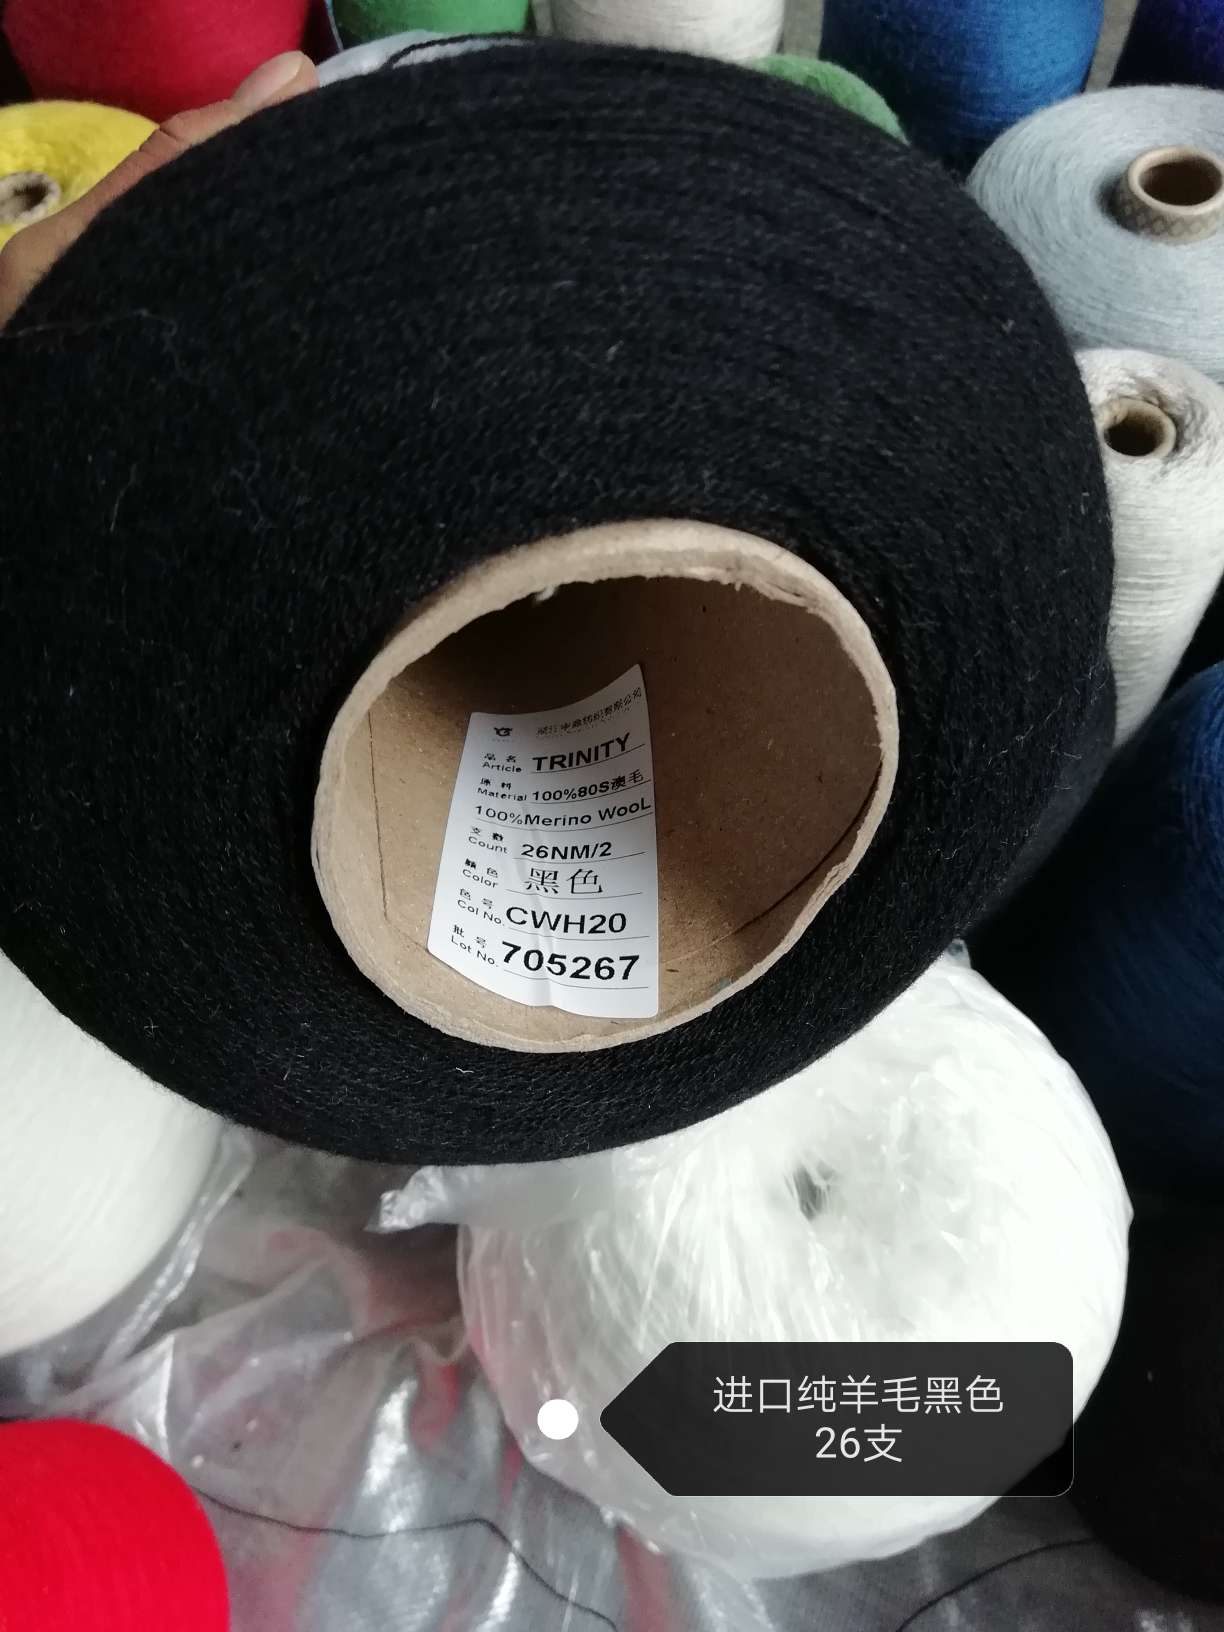 品名
Article TRINITY
原料
Material 100%80S澳毛
100%Merino WooL
支数
Count 26NM/2
颜色
Color 黑色
色号
Col No. CWH20
批号
Lot No. 705267
进口纯羊毛黑色
26支